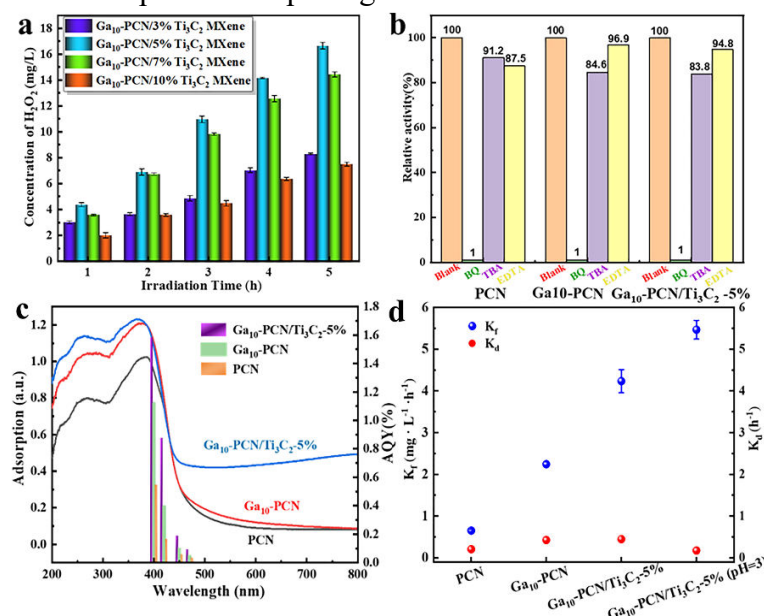 a
Ga₁₀-PCN/3% Ti₃C₂ MXene
Ga₁₀-PCN/5% Ti₃C₂ MXene
Ga₁₀-PCN/7% Ti₃C₂ MXene
Ga₁₀-PCN/10% Ti₃C₂ MXene
Concentration of H₂O₂ (mg/L)
18
16
14
12
10
8
6
4
2
0
1 2 3 4 5
Irradiation Time (h)
b
Relative activity(%)
100
80
60
40
20
0
100 1 91.2 87.5
100 1 84.6 96.9
100 1 83.8 94.8
Blank BQ TBA EDTA Blank BQ TBA EDTA Blank BQ TBA EDTA
PCN Ga10-PCN Ga₁₀-PCN/Ti₃C₂ -5%
c
Ga₁₀-PCN/Ti₃C₂-5%
Ga₁₀-PCN
PCN
Adsorption (a.u.)
1.2
1.0
0.8
0.6
0.4
0.2
0.0
AQY(%)
1.8
1.6
1.4
1.2
1.0
0.8
0.6
0.4
0.2
0.0
Ga₁₀-PCN/Ti₃C₂-5%
Ga₁₀-PCN
PCN
200 300 400 500 600 700 800
Wavelength (nm)
d
K_f
K_d
K_f (mg · L⁻¹ ·h⁻¹)
6
5
4
3
2
1
0
K_d (h⁻¹)
6
5
4
3
2
1
0
PCN
Ga₁₀-PCN
Ga₁₀-PCN/Ti₃C₂-5%
Ga₁₀-PCN/Ti₃C₂-5% (pH=3)